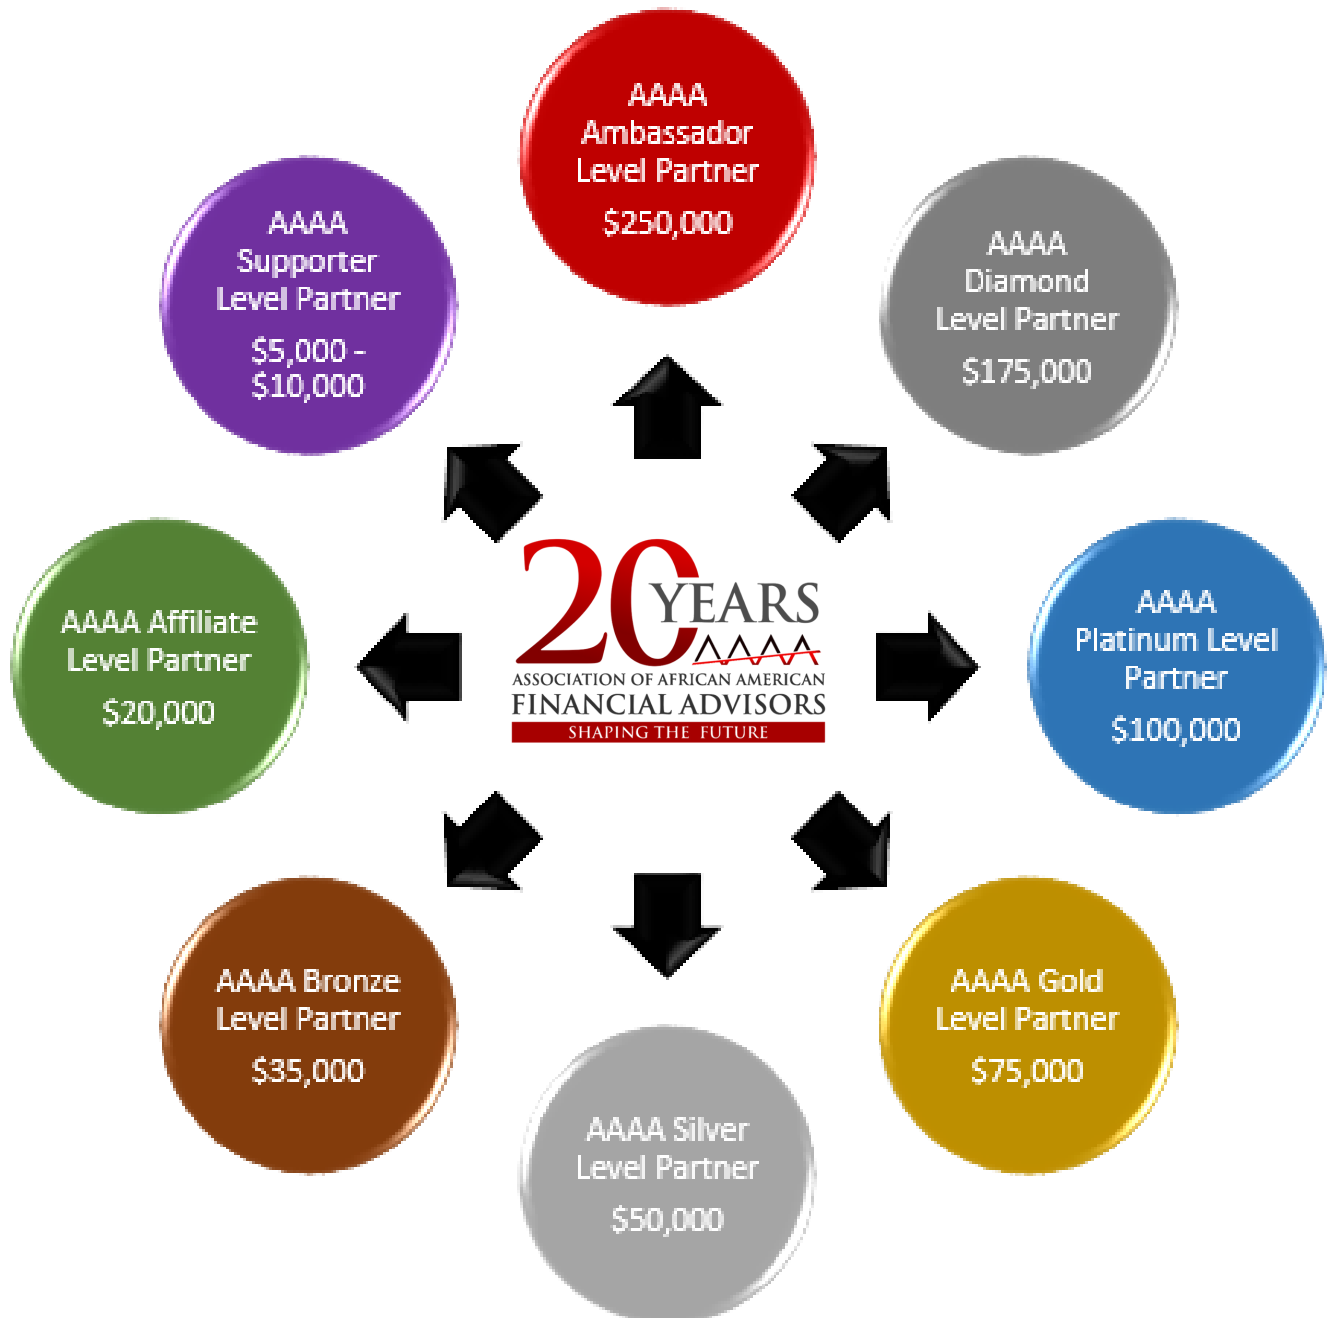 AAAA
Ambassador
Level Partner
$250,000
AAAA
Diamond
Level Partner
$175,000
AAAA
Platinum Level
Partner
$100,000
AAAA Gold
Level Partner
$75,000
AAAA Silver
Level Partner
$50,000
AAAA Bronze
Level Partner
$35,000
AAAA Affiliate
Level Partner
$20,000
AAAA
Supporter
Level Partner
$5,000 -
$10,000
20 YEARS
AAAA
ASSOCIATION OF AFRICAN AMERICAN
FINANCIAL ADVISORS
SHAPING THE FUTURE